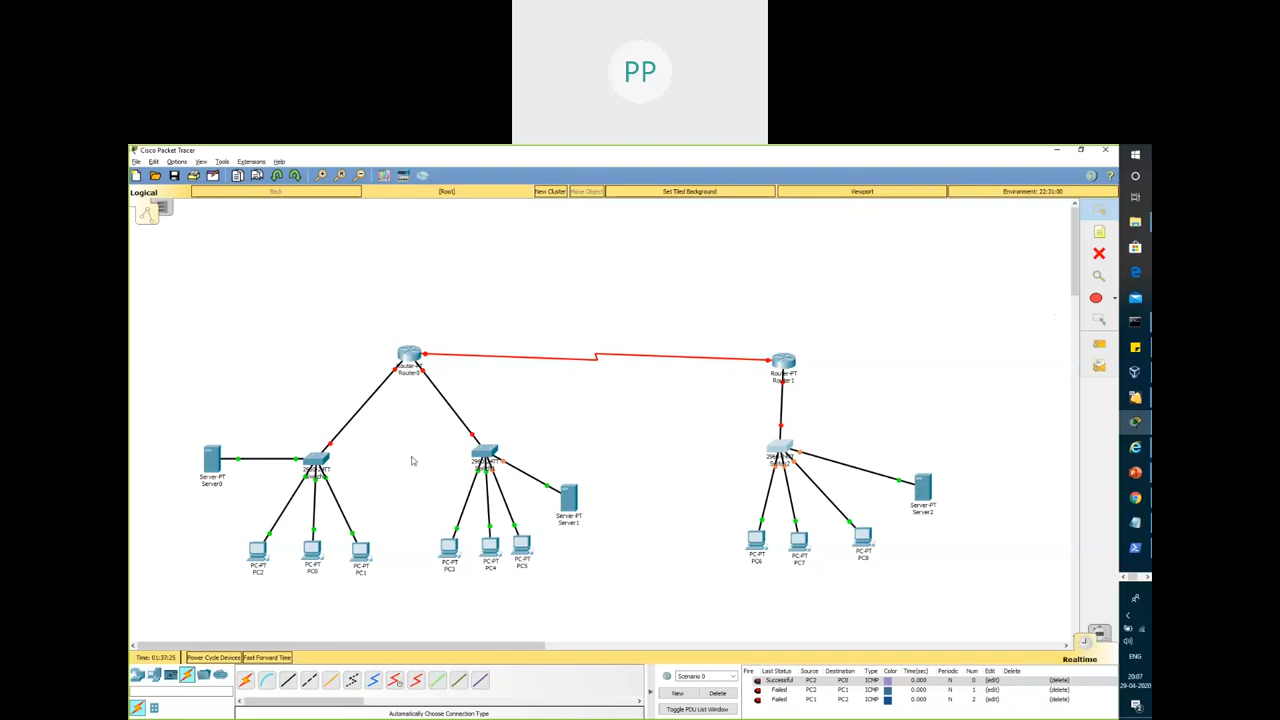 PP
Cisco Packet Tracer
File Edit Options View Tools Extensions Help
Logical Back [Root] New Cluster Move Object Set Tiled Background Viewport Environment: 22:31:00
Router-PT
Router0
Router-PT
Router1
Server-PT
Server0
Server-PT
Server1
Server-PT
Server2
PC-PT
PC2
PC-PT
PC0
PC-PT
PC1
PC-PT
PC3
PC-PT
PC4
PC-PT
PC5
PC-PT
PC6
PC-PT
PC7
PC-PT
PC8
Time: 01:37:25 Power Cycle Devices Fast Forward Time Realtime
Scenario 0
New Delete
Toggle PDU List Window
Automatically Choose Connection Type
Fire Last Status Source Destination Type Color Time(sec) Periodic Num Edit Delete
Successful PC2 PC0 ICMP 0.000 N 0 (edit) (delete)
Failed PC2 PC1 ICMP 0.000 N 1 (edit) (delete)
Failed PC1 PC2 ICMP 0.000 N 2 (edit) (delete)
ENG
20:07
29-04-2020